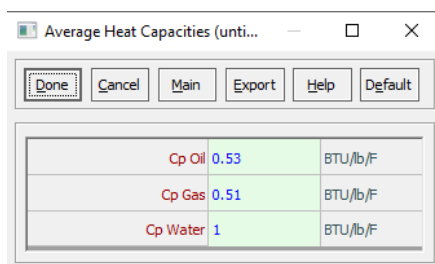 Average Heat Capacities (unti...
Done Cancel Main Export Help Default
Cp Oil 0.53 BTU/lb/F
Cp Gas 0.51 BTU/lb/F
Cp Water 1 BTU/lb/F